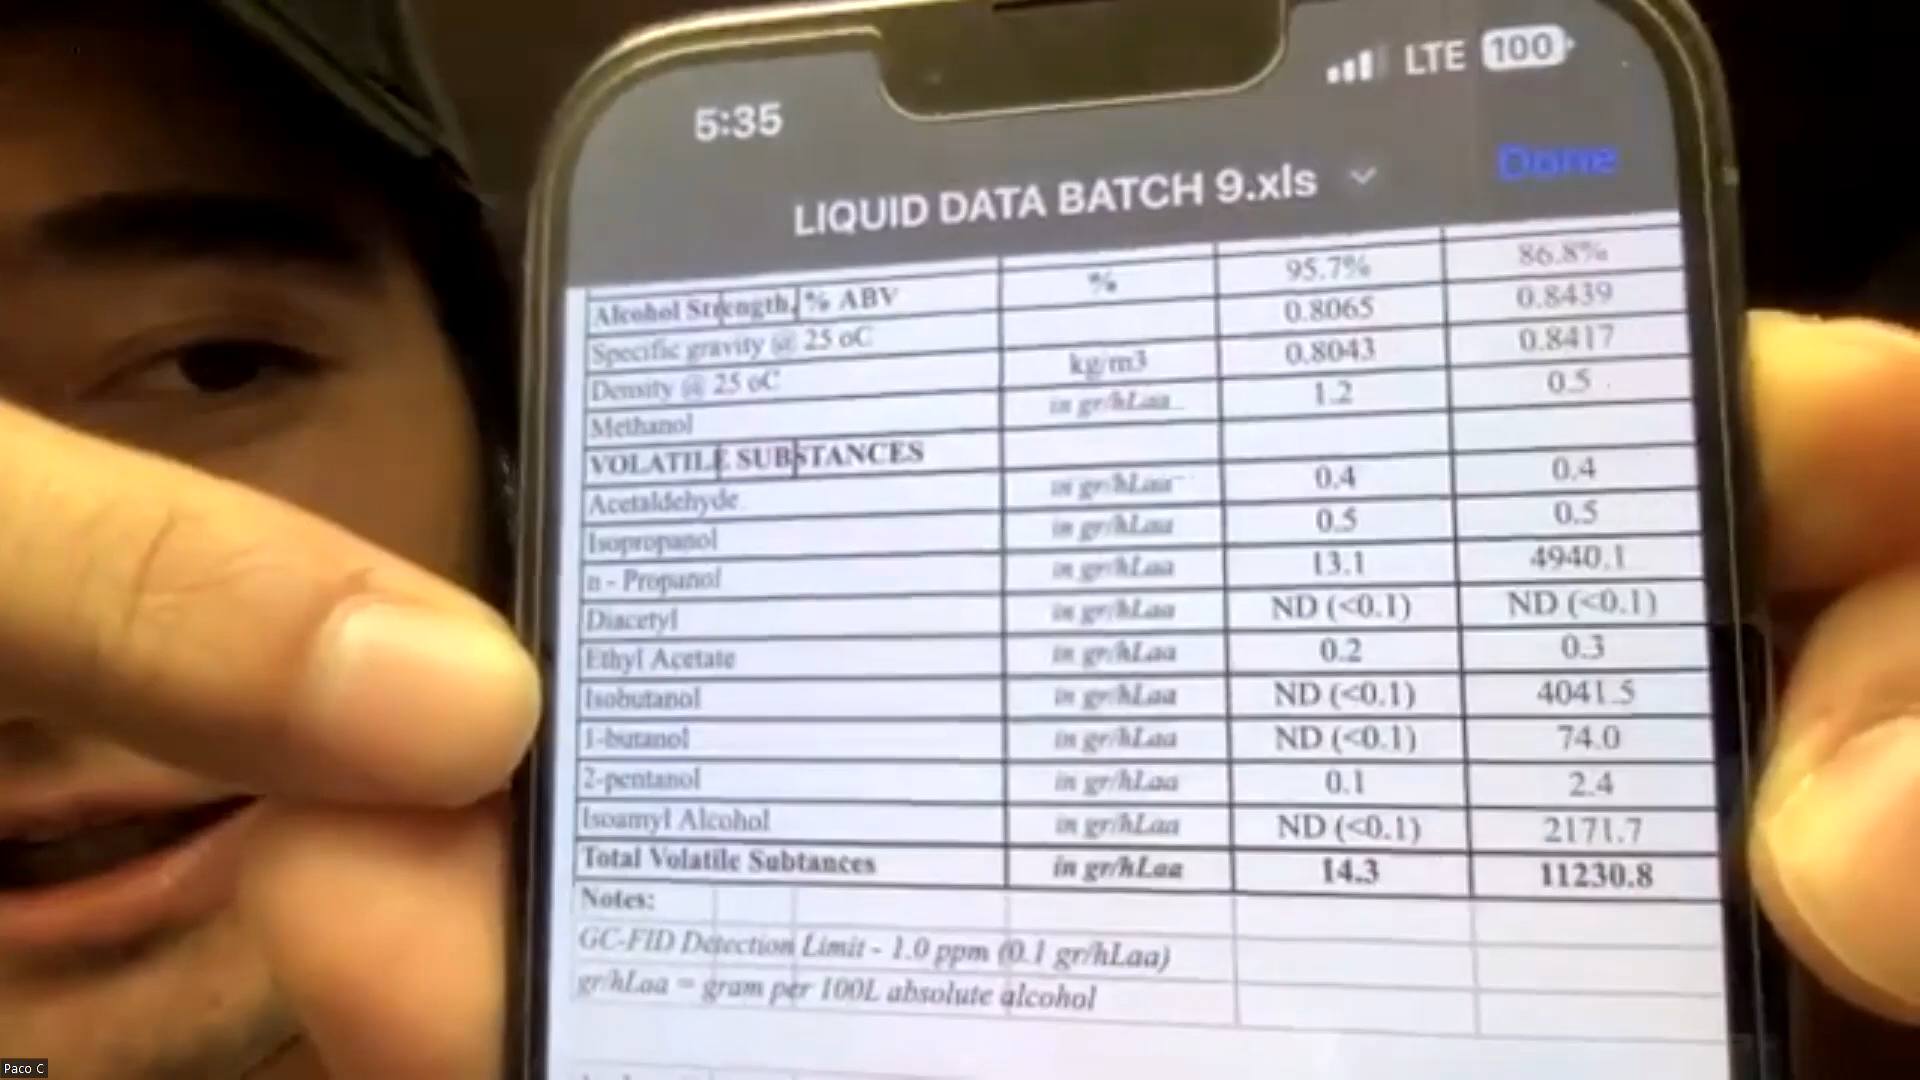 5:35
LTE 100
LIQUID DATA BATCH 9.xls
Done
Alcohol Strength, % ABV % 95.7% 86.8%
Specific gravity @ 25 oC 0.8065 0.8439
Density @ 25 oC kg/m3 0.8043 0.8417
Methanol in gr/hLaa 1.2 0.5
VOLATILE SUBSTANCES
Acetaldehyde in gr/hLaa 0.4 0.4
Isopropanol in gr/hLaa 0.5 0.5
n - Propanol in gr/hLaa 13.1 4940.1
Diacetyl in gr/hLaa ND (<0.1) ND (<0.1)
Ethyl Acetate in gr/hLaa 0.2 0.3
Isobutanol in gr/hLaa ND (<0.1) 4041.5
1-butanol in gr/hLaa ND (<0.1) 74.0
2-pentanol in gr/hLaa 0.1 2.4
Isoamyl Alcohol in gr/hLaa ND (<0.1) 2171.7
Total Volatile Subtances in gr/hLaa 14.3 11230.8
Notes:
GC-FID Detection Limit - 1.0 ppm (0.1 gr/hLaa)
gr/hLaa = gram per 100L absolute alcohol
Paco C